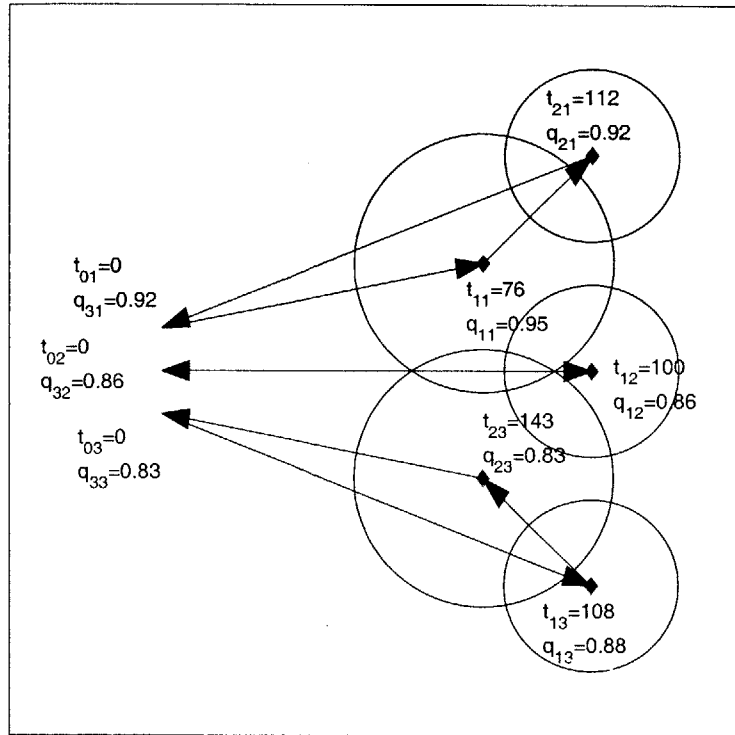 t21=112
q21=0.92
t01=0
q31=0.92
t11=76
q11=0.95
t02=0
q32=0.86
t12=100
q12=0.86
t23=143
q23=0.83
t03=0
q33=0.83
t13=108
q13=0.88